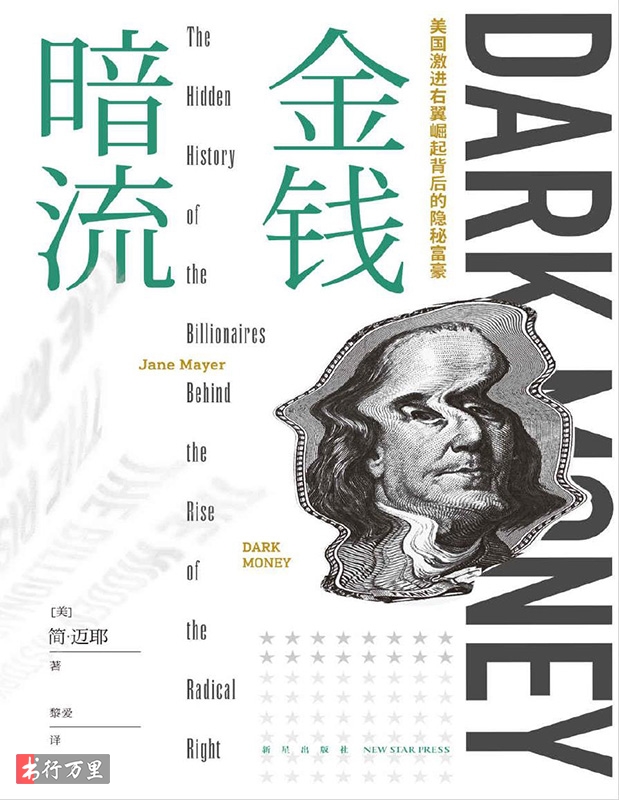 金钱
暗流
美国激进右翼崛起背后的隐秘富豪
DARK MONEY
The
Hidden
History
of
the
Billionaires
Behind
the
Rise
of
the
Radical
Right
Jane Mayer
DARK
MONEY
[美]
简·迈耶
著
黎爱
译
新星出版社 NEW STAR PRESS
书行万里